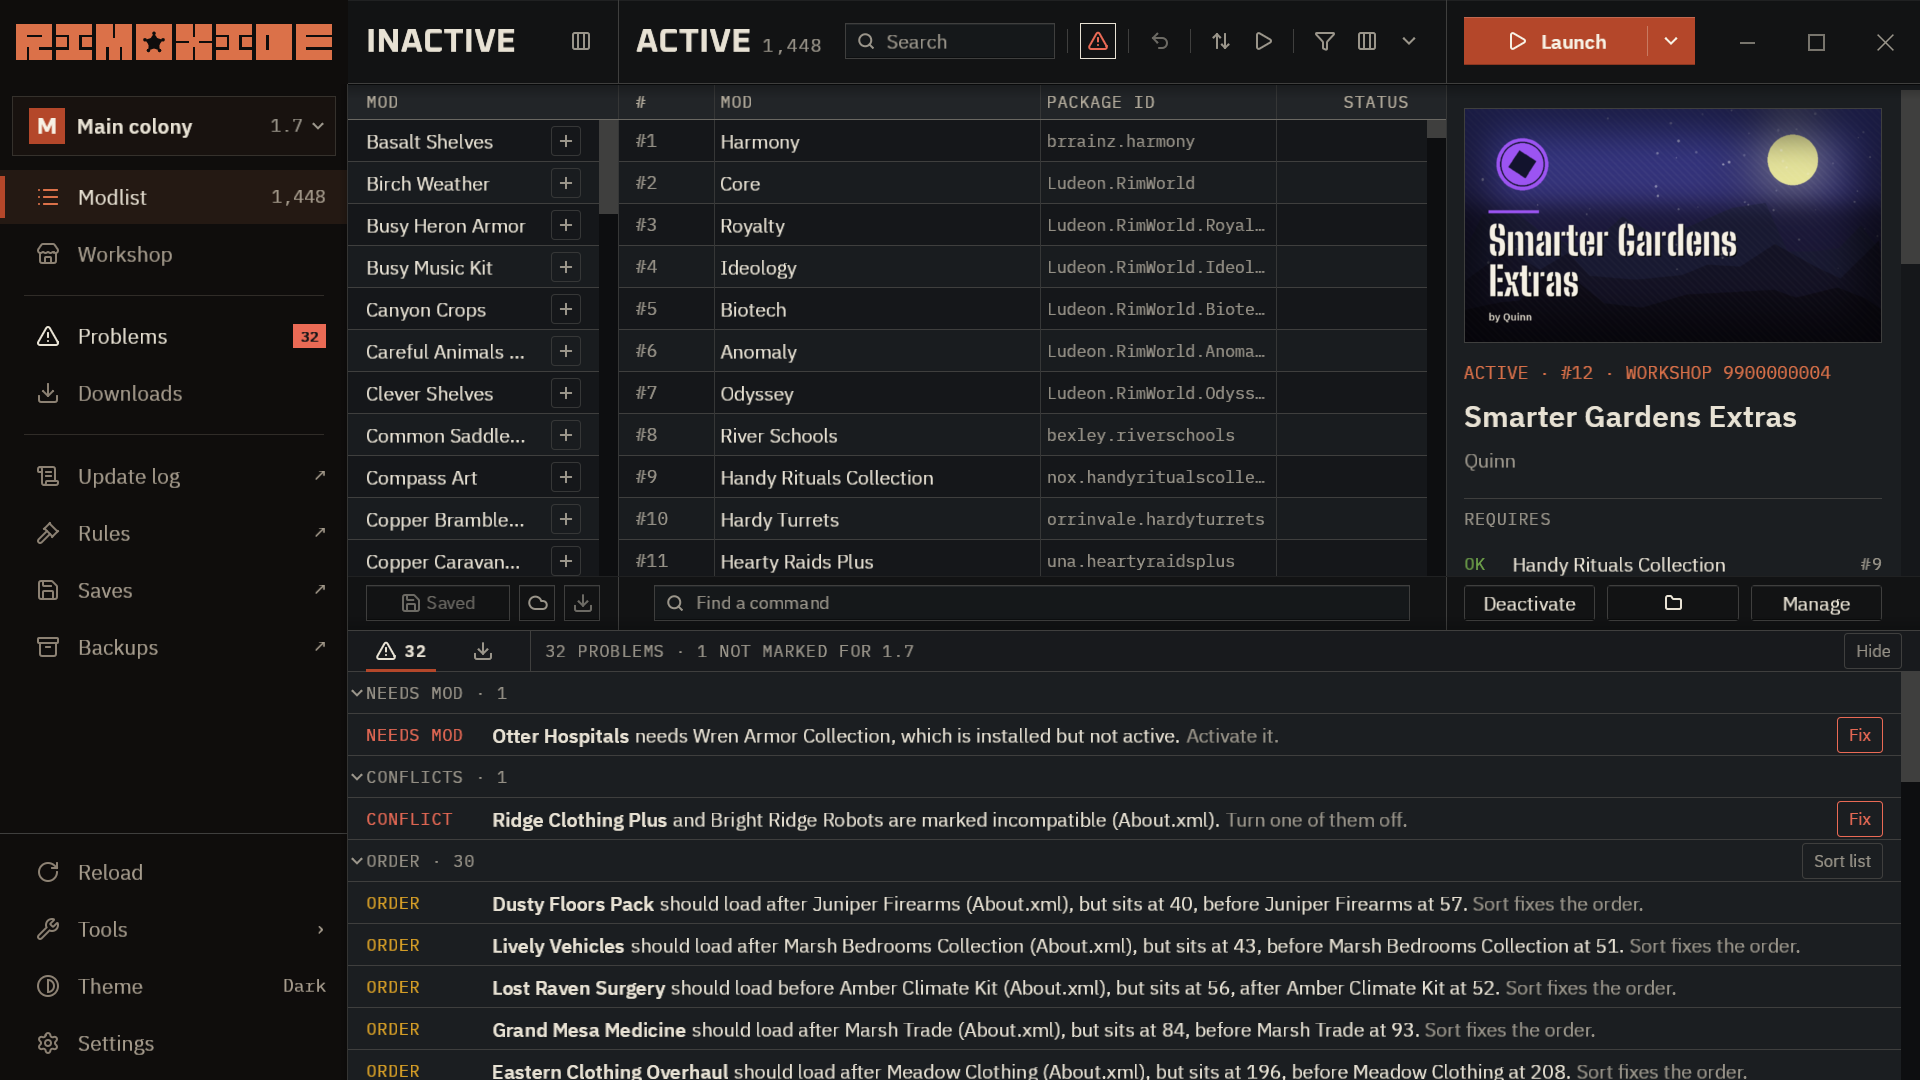 RIMOXIDE
INACTIVE
ACTIVE 1,448
Search
Launch
M Main colony 1.7
Modlist 1,448
Workshop
Problems 32
Downloads
Update log
Rules
Saves
Backups
Reload
Tools
Theme Dark
Settings
MOD
Basalt Shelves
Birch Weather
Busy Heron Armor
Busy Music Kit
Canyon Crops
Careful Animals ...
Clever Shelves
Common Saddle...
Compass Art
Copper Bramble...
Copper Caravan...
Saved
# MOD PACKAGE ID STATUS
#1 Harmony brrainz.harmony
#2 Core Ludeon.RimWorld
#3 Royalty Ludeon.RimWorld.Royal…
#4 Ideology Ludeon.RimWorld.Ideol…
#5 Biotech Ludeon.RimWorld.Biote…
#6 Anomaly Ludeon.RimWorld.Anoma…
#7 Odyssey Ludeon.RimWorld.Odyss…
#8 River Schools bexley.riverschools
#9 Handy Rituals Collection nox.handyritualscolle…
#10 Hardy Turrets orrinvale.hardyturrets
#11 Hearty Raids Plus una.heartyraidsplus
Find a command
Smarter Gardens
Extras
by Quinn
ACTIVE · #12 · WORKSHOP 9900000004
Smarter Gardens Extras
Quinn
REQUIRES
OK Handy Rituals Collection #9
Deactivate
Manage
32
32 PROBLEMS · 1 NOT MARKED FOR 1.7
Hide
NEEDS MOD · 1
NEEDS MOD Otter Hospitals needs Wren Armor Collection, which is installed but not active. Activate it. Fix
CONFLICTS · 1
CONFLICT Ridge Clothing Plus and Bright Ridge Robots are marked incompatible (About.xml). Turn one of them off. Fix
ORDER · 30 Sort list
ORDER Dusty Floors Pack should load after Juniper Firearms (About.xml), but sits at 40, before Juniper Firearms at 57. Sort fixes the order.
ORDER Lively Vehicles should load after Marsh Bedrooms Collection (About.xml), but sits at 43, before Marsh Bedrooms Collection at 51. Sort fixes the order.
ORDER Lost Raven Surgery should load before Amber Climate Kit (About.xml), but sits at 56, after Amber Climate Kit at 52. Sort fixes the order.
ORDER Grand Mesa Medicine should load after Marsh Trade (About.xml), but sits at 84, before Marsh Trade at 93. Sort fixes the order.
ORDER Eastern Clothing Overhaul should load after Meadow Clothing (About.xml), but sits at 196, before Meadow Clothing at 208. Sort fixes the order.